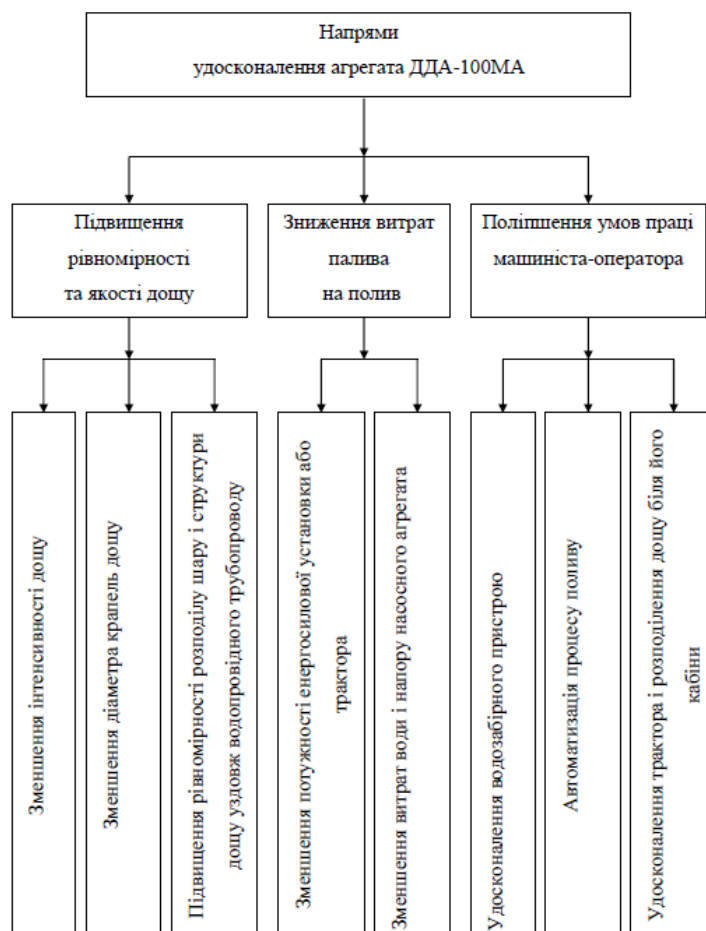 Напрями
удосконалення агрегата ДДА-100МА
Підвищення
рівномірності
та якості дощу
Зниження витрат
палива
на полив
Поліпшення умов праці
машиніста-оператора
Зменшення інтенсивності дощу
Зменшення діаметра крапель дощу
Підвищення рівномірності розподілу шару і структури
дощу уздовж водопровідного трубопроводу
Зменшення потужності енергосилової установки або
трактора
Зменшення витрат води і напору насосного агрегата
Удосконалення водозабірного пристрою
Автоматизація процесу поливу
Удосконалення трактора і розподілення дощу біля його
кабіни